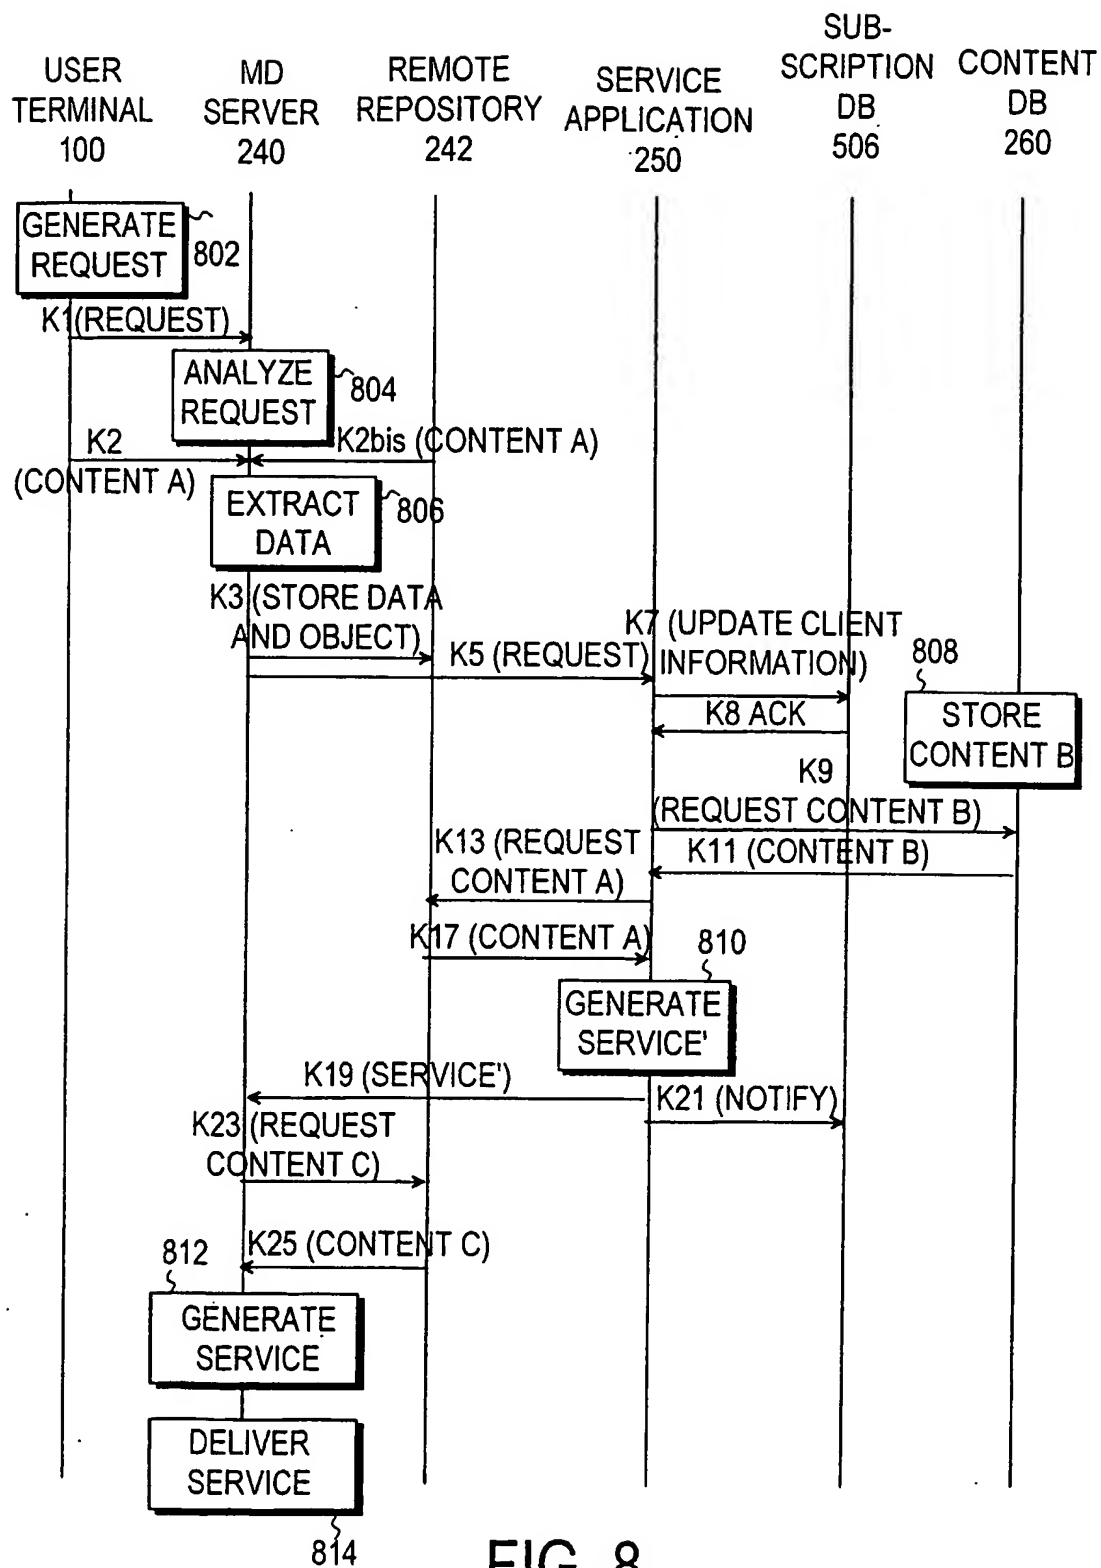 USER
TERMINAL
100
MD
SERVER
240
REMOTE
REPOSITORY
242
SERVICE
APPLICATION
250
SUB-
SCRIPTION
DB
506
CONTENT
DB
260
GENERATE
REQUEST
802
K1(REQUEST)
ANALYZE
REQUEST
804
K2
(CONTENT A)
K2bis (CONTENT A)
EXTRACT
DATA
806
K3 (STORE DATA
AND OBJECT)
K5 (REQUEST)
K7 (UPDATE CLIENT
INFORMATION)
K8 ACK
808
STORE
CONTENT B
K9
(REQUEST CONTENT B)
K11 (CONTENT B)
K13 (REQUEST
CONTENT A)
K17 (CONTENT A)
810
GENERATE
SERVICE'
K19 (SERVICE')
K21 (NOTIFY)
K23 (REQUEST
CONTENT C)
K25 (CONTENT C)
812
GENERATE
SERVICE
DELIVER
SERVICE
814
FIG. 8